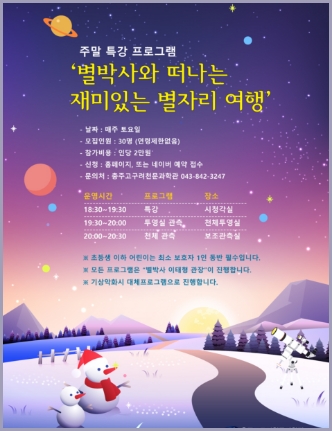 주말 특강 프로그램
'별박사와 떠나는
재미있는 별자리 여행'
- 날짜 : 매주 토요일
- 모집인원 : 30명 (연령제한없음)
- 참가비용 : 인당 2만원
- 신청 : 홈페이지, 또는 네이버 예약 접수
- 문의처 : 충주고구려천문과학관 043-842-3247
운영시간 프로그램 장소
18:30~19:30 특강 시청각실
19:30~20:00 투영실 관측 천체투영실
20:00~20:30 천체 관측 보조관측실
※ 초등생 이하 어린이는 최소 보호자 1인 동반 필수입니다.
※ 모든 프로그램은 "별박사 이태형 관장"이 진행합니다.
※ 기상악화시 대체프로그램으로 진행합니다.